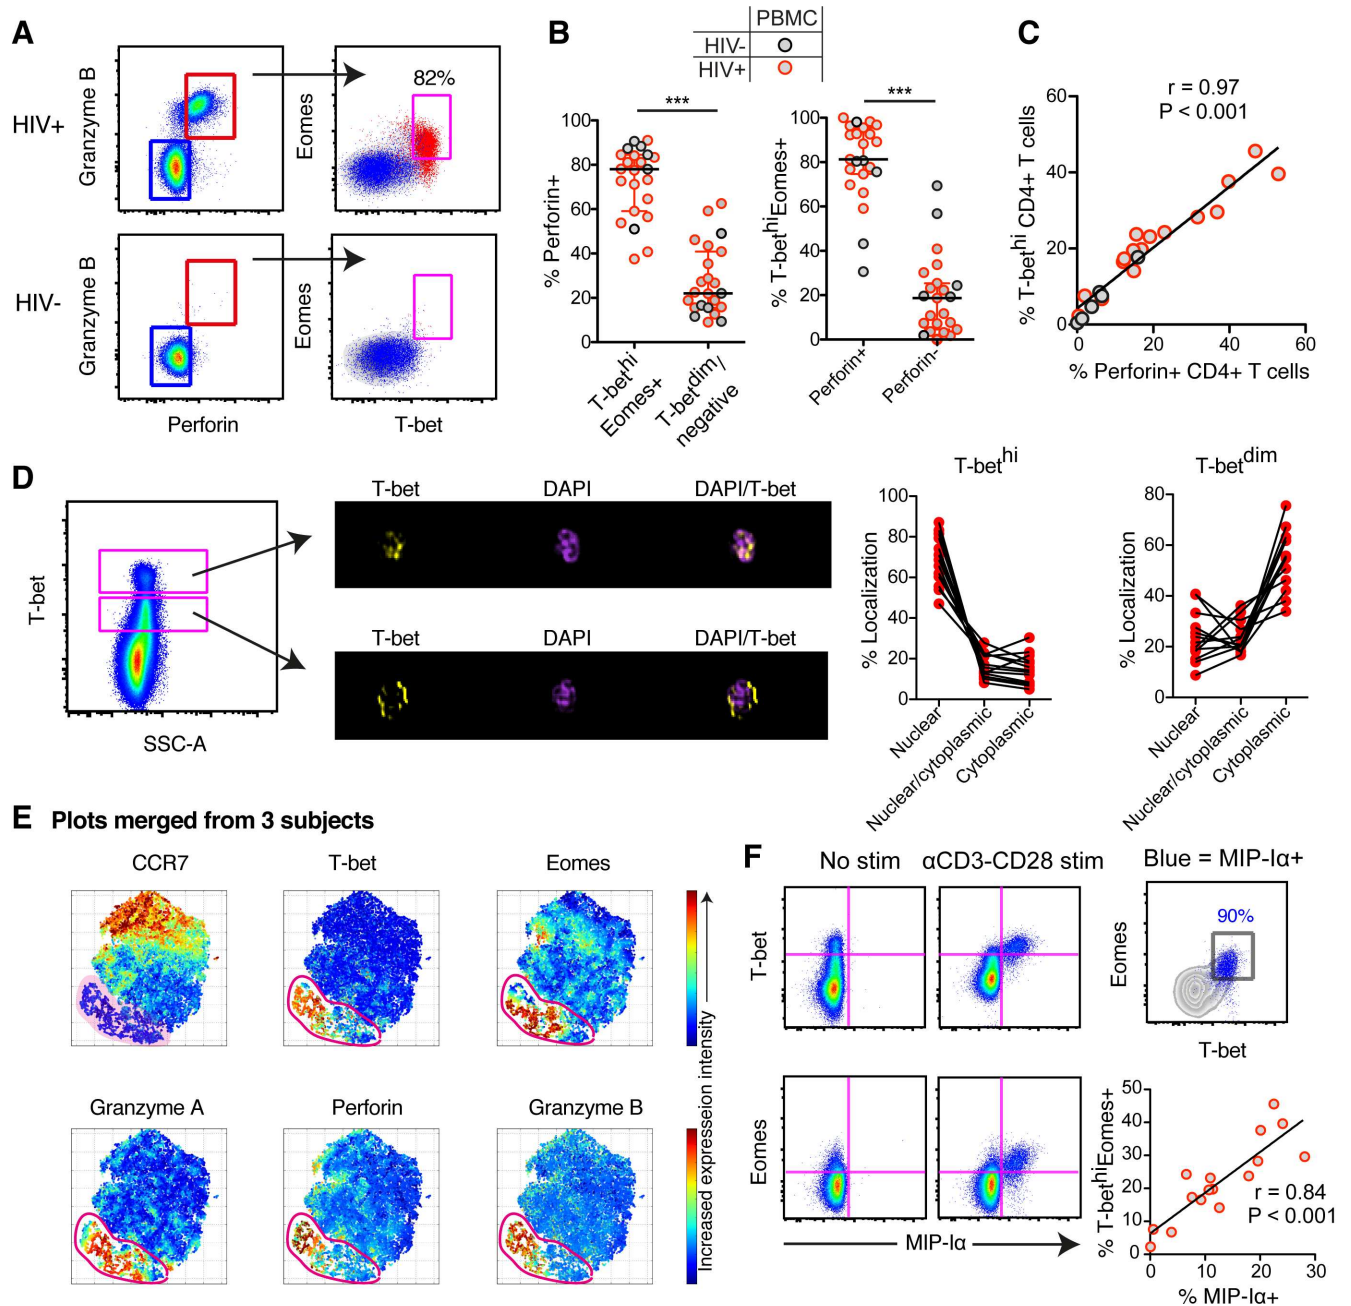 A
HIV+
Granzyme B
Eomes
82%
HIV-
Granzyme B
Eomes
Perforin
T-bet
B
PBMC
HIV-
HIV+
% Perforin+
100
80
60
40
20
0
***
T-bethi
Eomes+
T-betdim/
negative
% T-bethiEomes+
100
80
60
40
20
0
***
Perforin+
Perforin-
C
r = 0.97
P < 0.001
% T-bethi CD4+ T cells
60
40
20
0
0 20 40 60
% Perforin+ CD4+ T cells
D
T-bet
SSC-A
T-bet DAPI DAPI/T-bet
T-bet DAPI DAPI/T-bet
T-bethi
% Localization
100
80
60
40
20
0
Nuclear
Nuclear/cytoplasmic
Cytoplasmic
T-betdim
% Localization
80
60
40
20
0
Nuclear
Nuclear/cytoplasmic
Cytoplasmic
E Plots merged from 3 subjects
CCR7 T-bet Eomes
Granzyme A Perforin Granzyme B
Increased expresseion intensity
F
No stim αCD3-CD28 stim Blue = MIP-Iα+
T-bet
Eomes
90%
T-bet
Eomes
MIP-Iα
% T-bethiEomes+
50
40
30
20
10
0
r = 0.84
P < 0.001
0 10 20 30
% MIP-Iα+